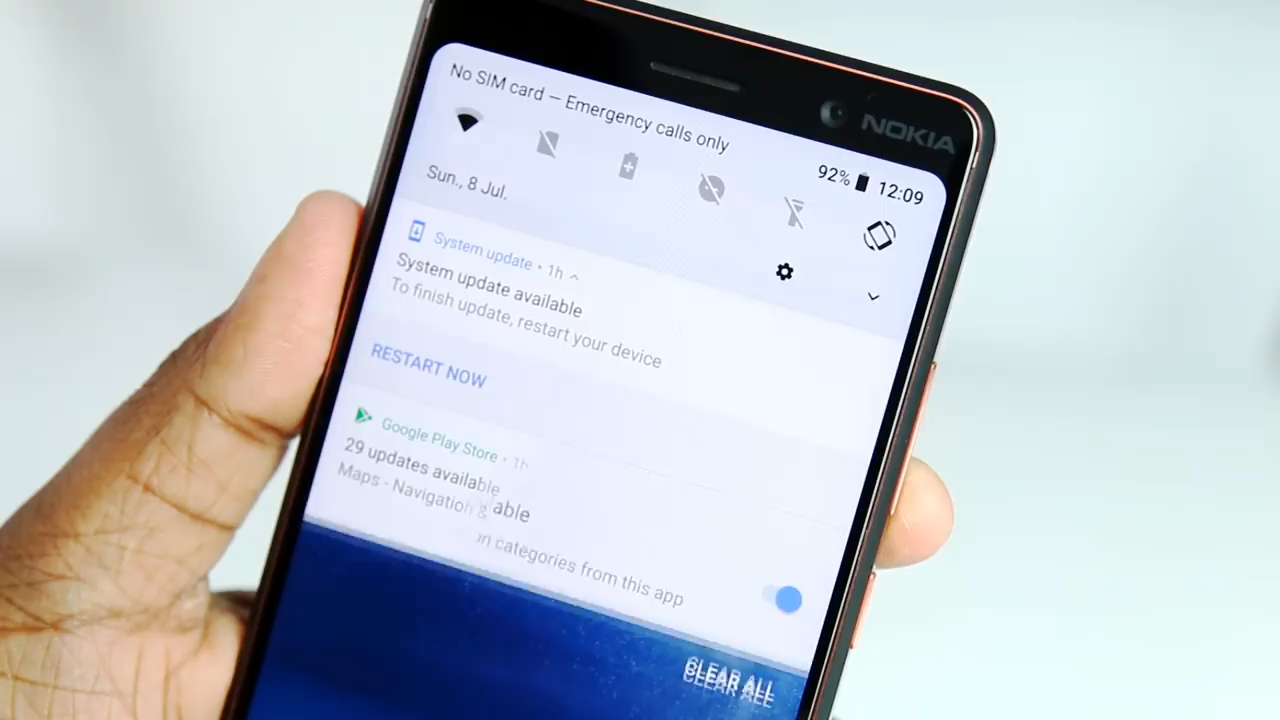 NOKIA
No SIM card — Emergency calls only
92% 12:09
Sun., 8 Jul.
System update • 1h
System update available
To finish update, restart your device
RESTART NOW
Google Play Store • 1h
29 updates available
Maps - Navigation &
able
on categories from this app
CLEAR ALL